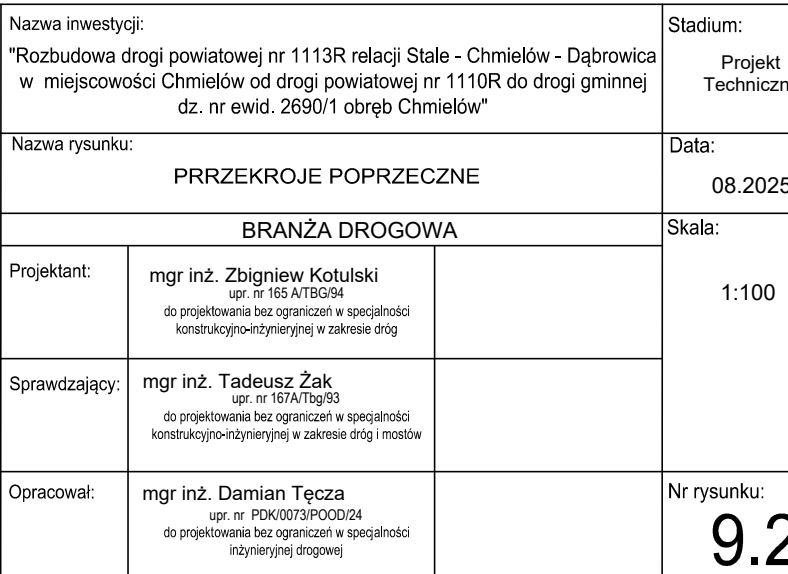 Nazwa inwestycji:
"Rozbudowa drogi powiatowej nr 1113R relacji Stale - Chmielów - Dąbrowica
w miejscowości Chmielów od drogi powiatowej nr 1110R do drogi gminnej
dz. nr ewid. 2690/1 obręb Chmielów"
Stadium:
Projekt
Techniczn
Nazwa rysunku:
PRRZEKROJE POPRZECZNE
Data:
08.2025
BRANŻA DROGOWA
Skala:
1:100
Projektant:
mgr inż. Zbigniew Kotulski
upr. nr 165 A/TBG/94
do projektowania bez ograniczeń w specjalności
konstrukcyjno-inżynieryjnej w zakresie dróg
Sprawdzający:
mgr inż. Tadeusz Żak
upr. nr 167A/Tbg/93
do projektowania bez ograniczeń w specjalności
konstrukcyjno-inżynieryjnej w zakresie dróg i mostów
Opracował:
mgr inż. Damian Tęcza
upr. nr PDK/0073/POOD/24
do projektowania bez ograniczeń w specjalności
inżynieryjnej drogowej
Nr rysunku:
9.2